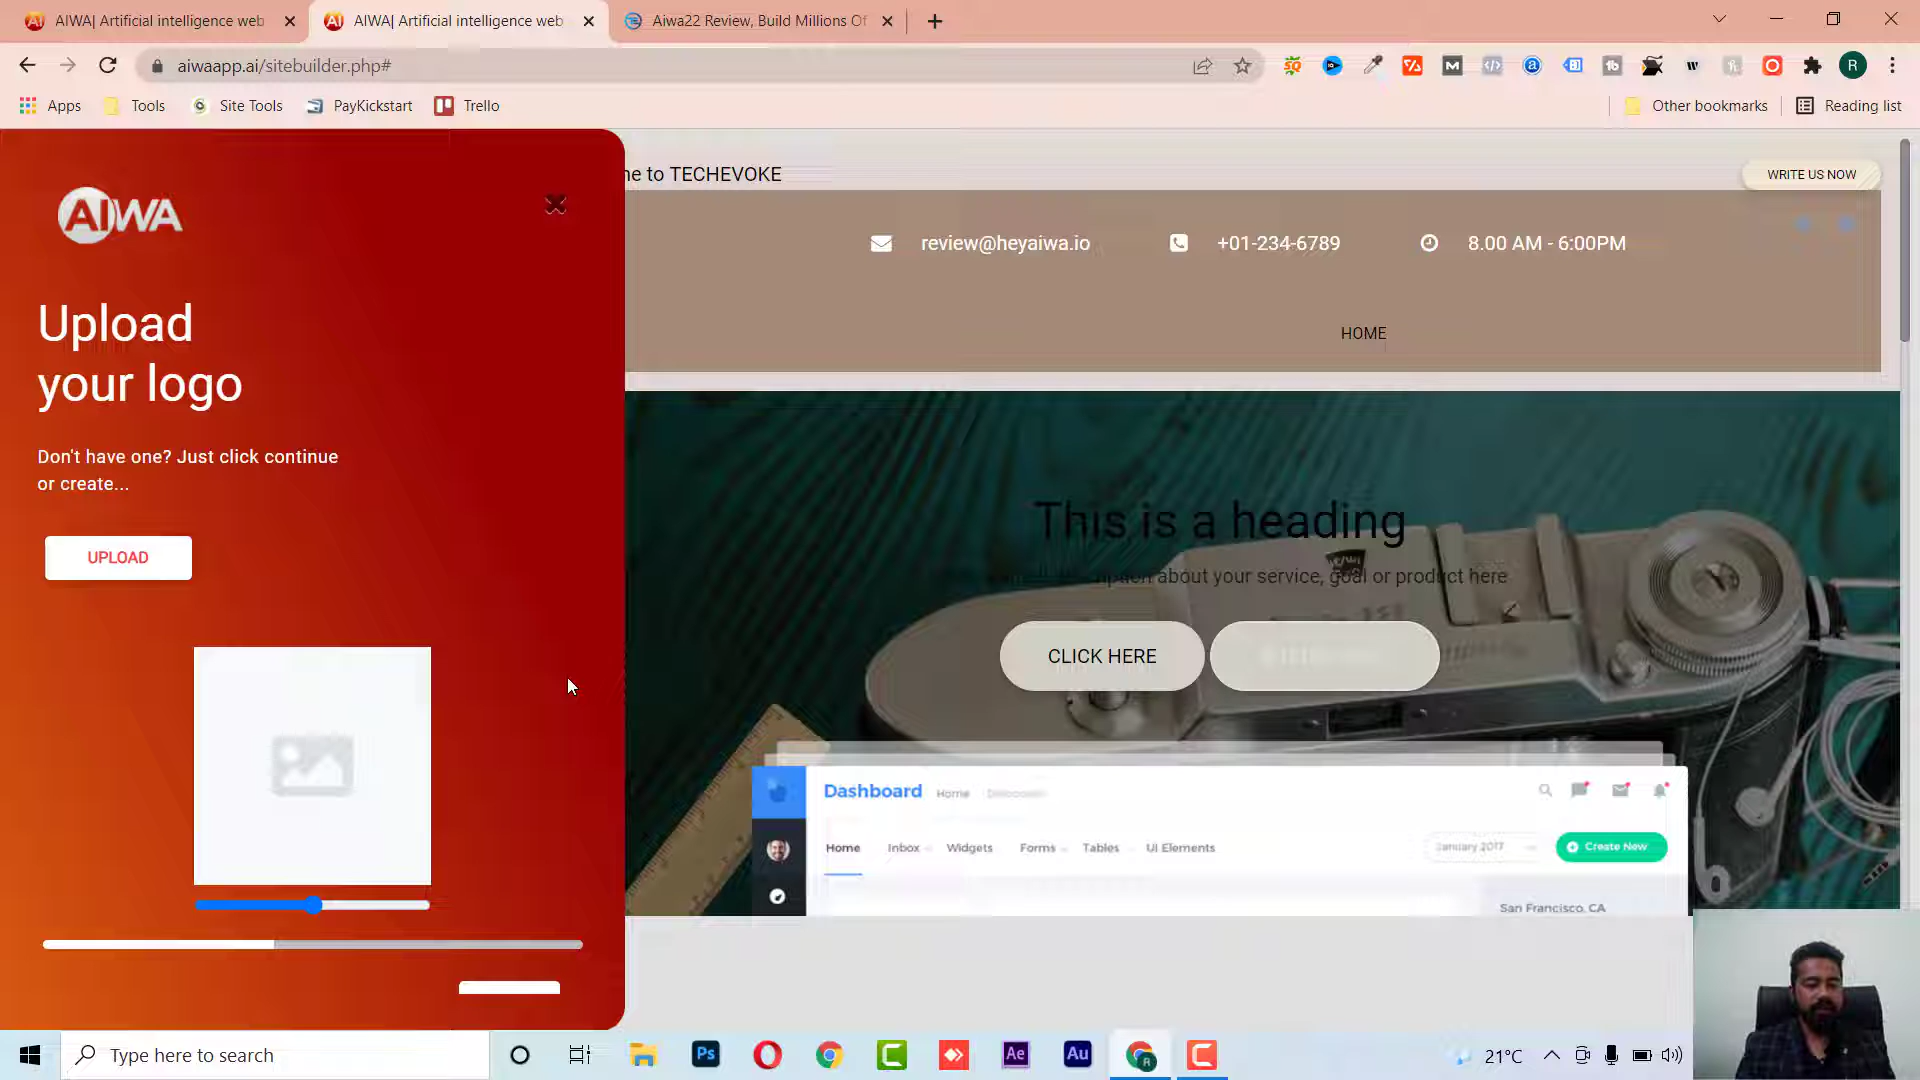 AIWA| Artificial intelligence web
AIWA| Artificial intelligence web
Aiwa22 Review, Build Millions Of
aiwaapp.ai/sitebuilder.php#
Apps
Tools
Site Tools
PayKickstart
Trello
Other bookmarks
Reading list
AIWA
Upload
your logo
Don't have one? Just click continue
or create...
UPLOAD
ne to TECHEVOKE
WRITE US NOW
review@heyaiwa.io
+01-234-6789
8.00 AM - 6:00PM
HOME
This is a heading
about your service, goal or product here
CLICK HERE
Dashboard
Home
Home
Inbox
Widgets
Forms
Tables
UI Elements
January 2017
Create New
San Francisco, CA
Type here to search
21°C